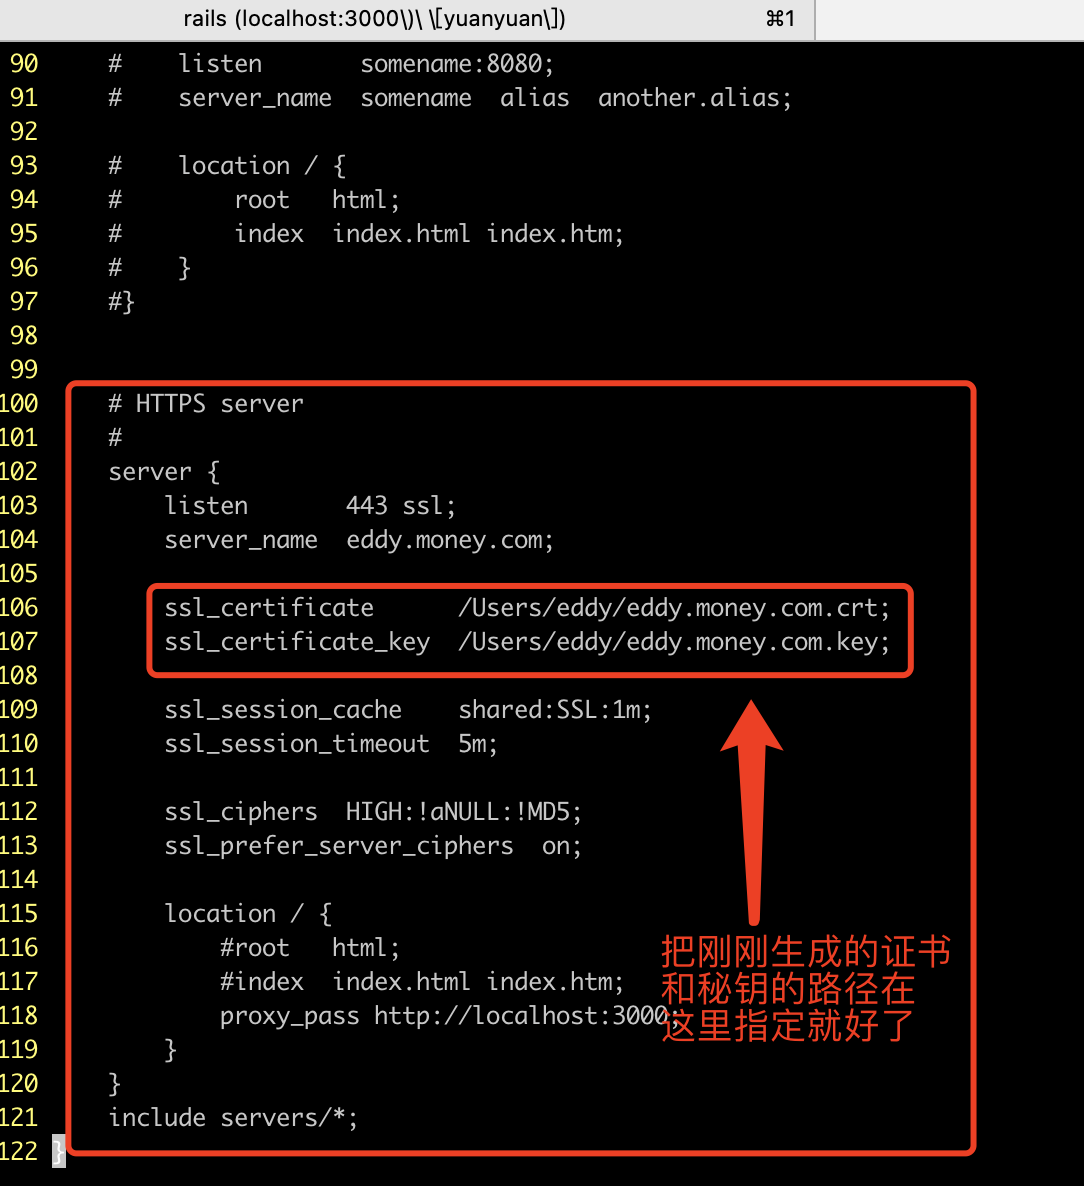 rails (localhost:3000\)\ \[yuanyuan\]) ⌘1
90 # listen somename:8080;
91 # server_name somename alias another.alias;
92
93 # location / {
94 # root html;
95 # index index.html index.htm;
96 # }
97 #}
98
99
100 # HTTPS server
101 #
102 server {
103 listen 443 ssl;
104 server_name eddy.money.com;
105
106 ssl_certificate /Users/eddy/eddy.money.com.crt;
107 ssl_certificate_key /Users/eddy/eddy.money.com.key;
108
109 ssl_session_cache shared:SSL:1m;
110 ssl_session_timeout 5m;
111
112 ssl_ciphers HIGH:!aNULL:!MD5;
113 ssl_prefer_server_ciphers on;
114
115 location / {
116 #root html;
117 #index index.html index.htm;
118 proxy_pass http://localhost:3000;
119 }
120 }
121 include servers/*;
122 }
把刚刚生成的证书
和秘钥的路径在
这里指定就好了